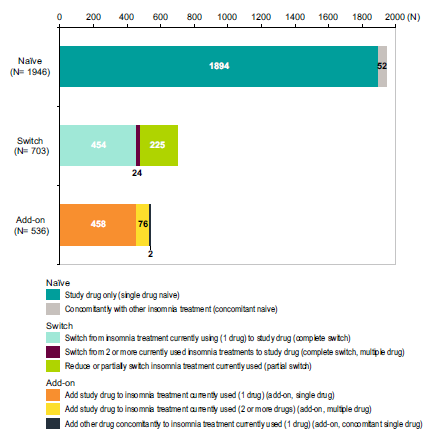 0 200 400 600 800 1000 1200 1400 1600 1800 2000 (N)
Naïve
(N= 1946)
1894 52
Switch
(N= 703)
454 225
24
Add-on
(N= 536)
458 76
2
Naïve
Study drug only (single drug naive)
Concomitantly with other insomnia treatment (concomitant naive)
Switch
Switch from insomnia treatment currently using (1 drug) to study drug (complete switch)
Switch from 2 or more currently used insomnia treatments to study drug (complete switch, multiple drug)
Reduce or partially switch insomnia treatment currently used (partial switch)
Add-on
Add study drug to insomnia treatment currently used (1 drug) (add-on, single drug)
Add study drug to insomnia treatment currently used (2 or more drugs) (add-on, multiple drug)
Add other drug concomitantly to insomnia treatment currently used (1 drug) (add-on, concomitant single drug)